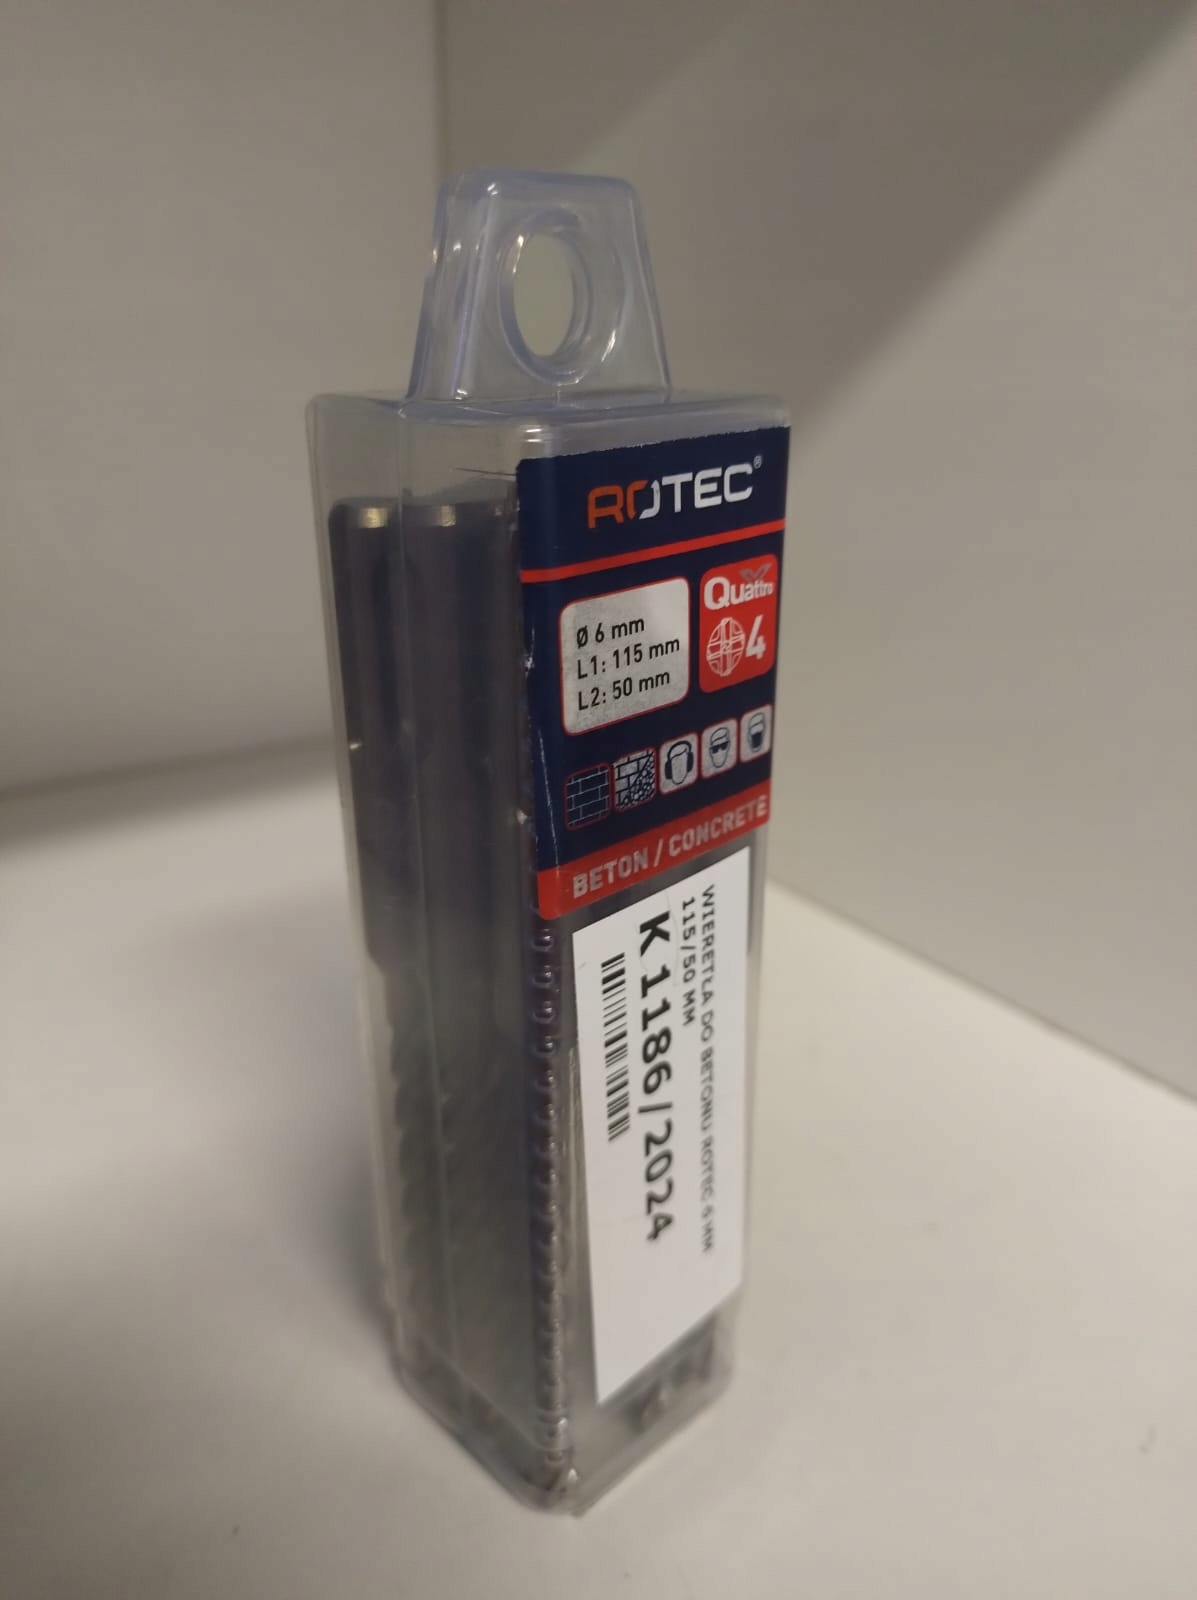 ROTEC®
Ø 6 mm
L1: 115 mm
L2: 50 mm
Quattro X
4
BETON / CONCRETE
WIERETŁA DO BETONU ROTEC 6 MM
115/50 MM
K 1186/2024